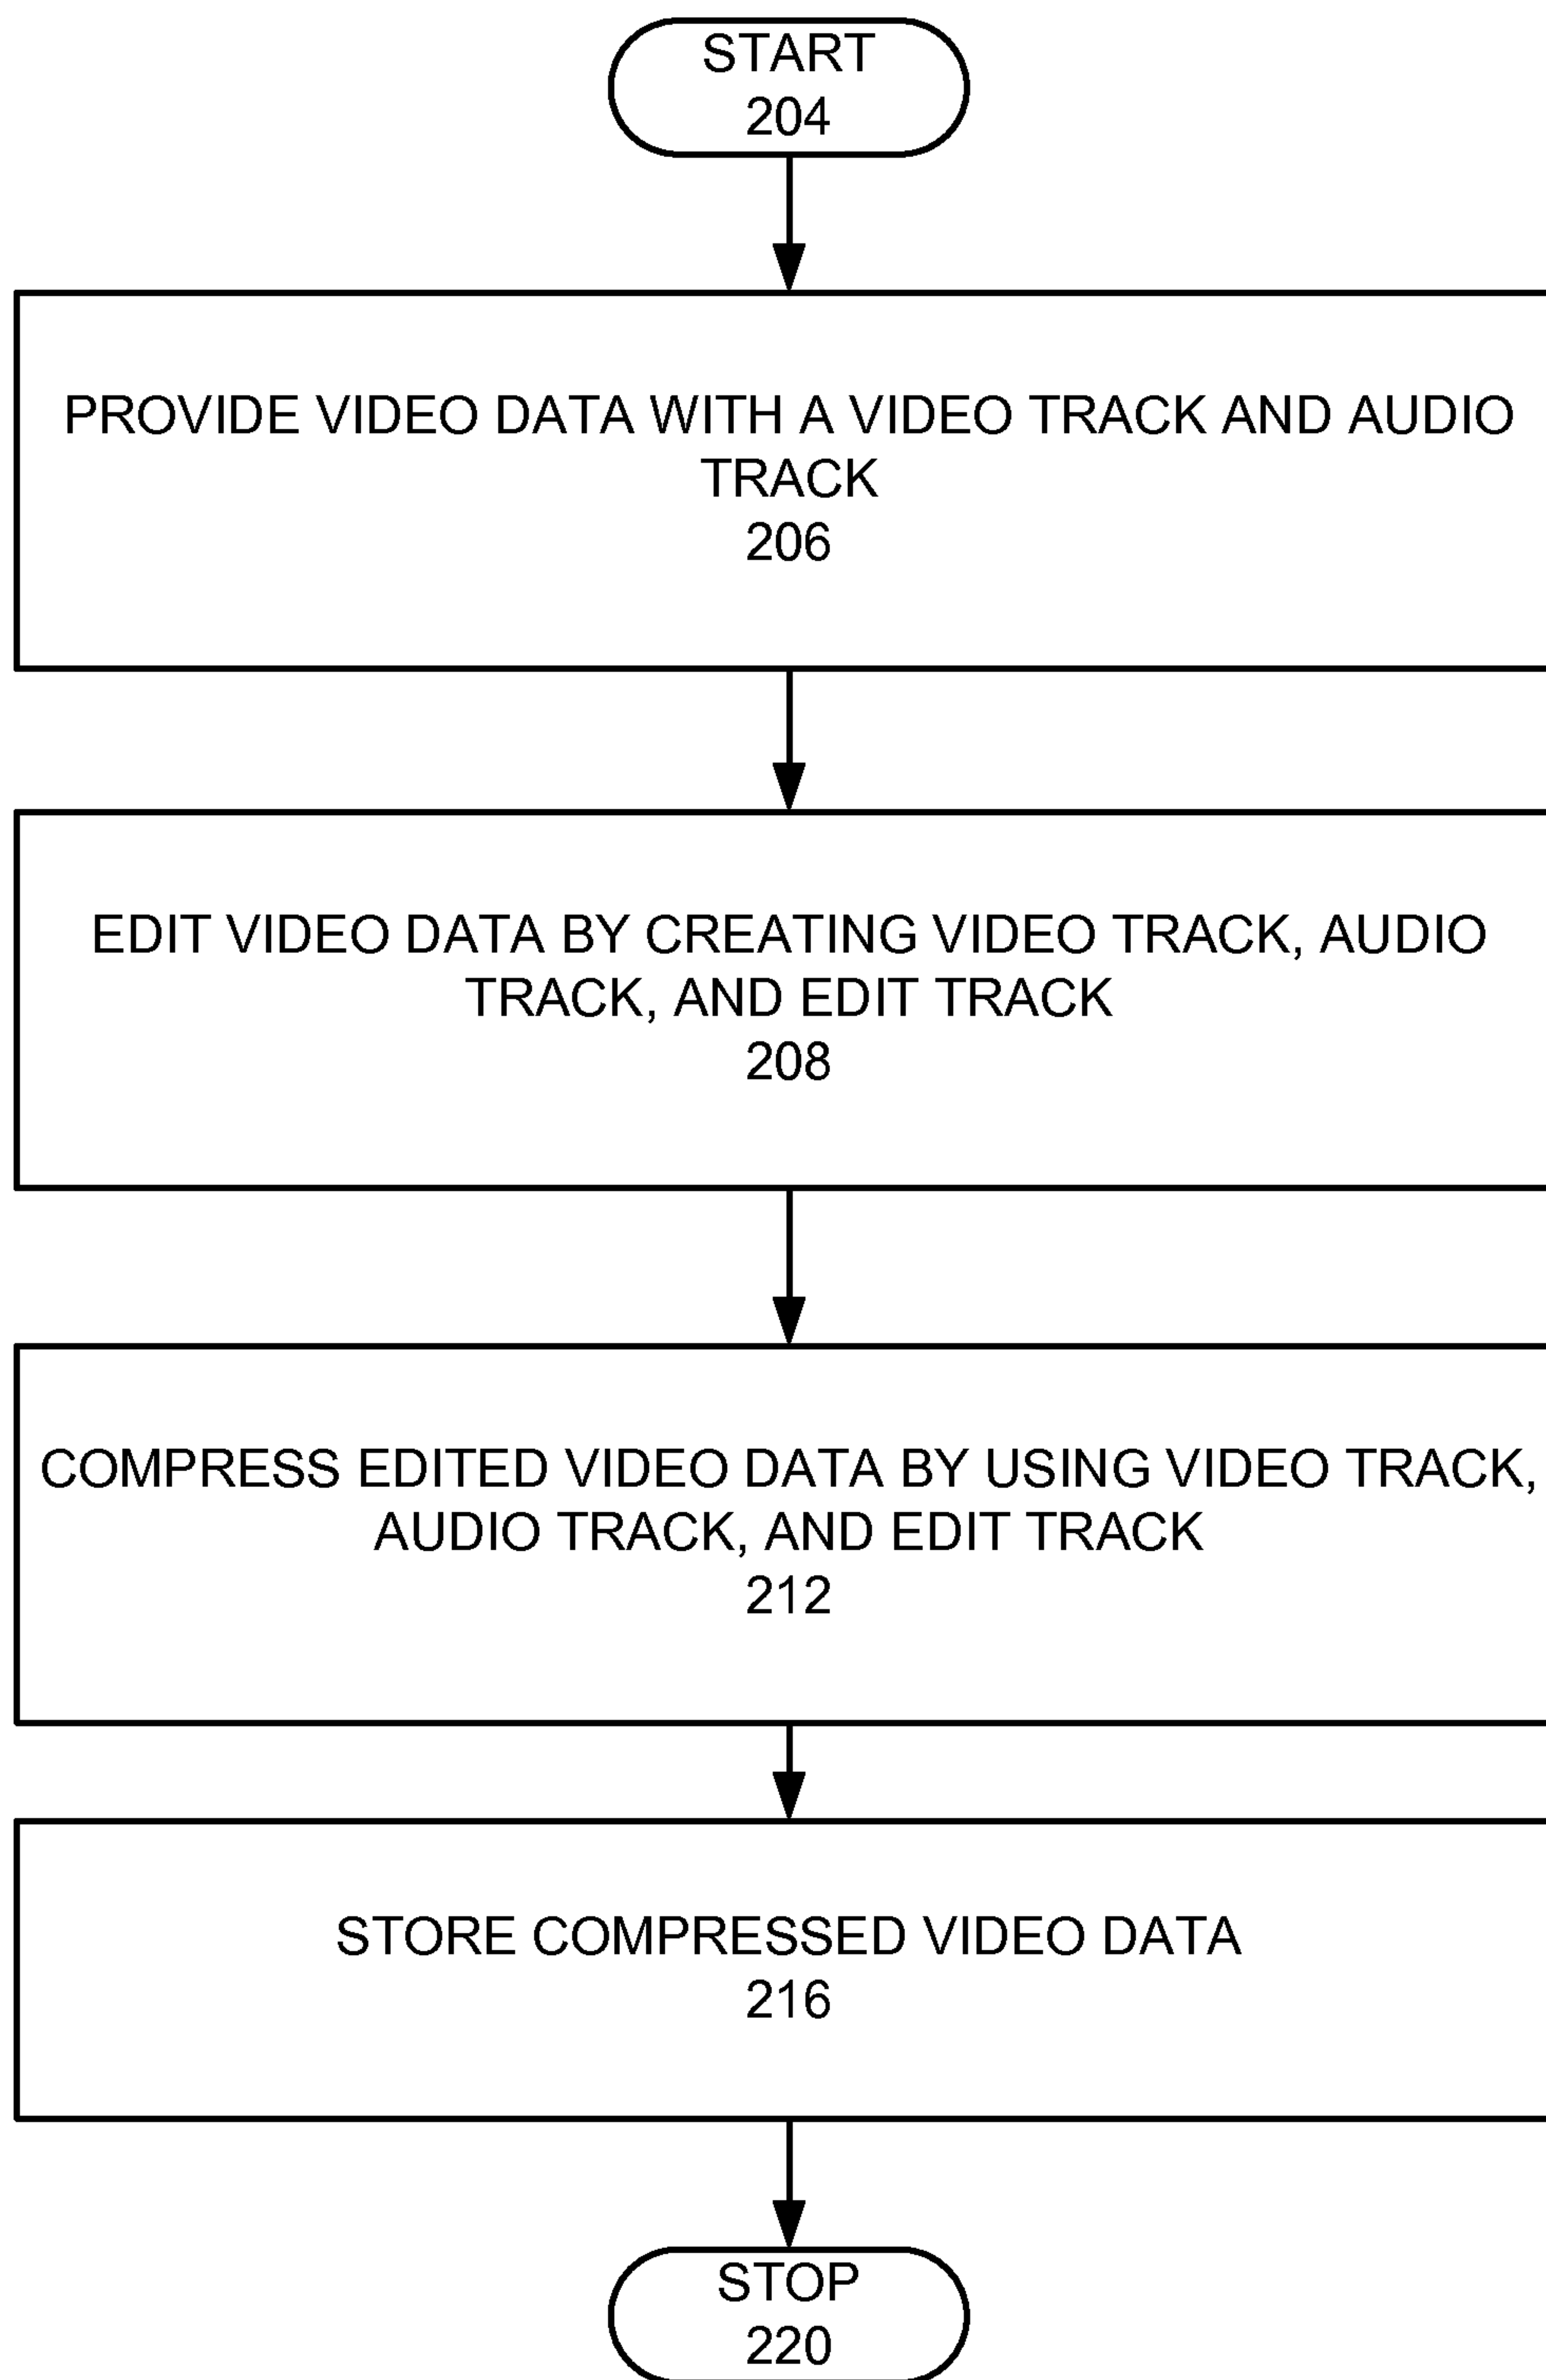 START
204
PROVIDE VIDEO DATA WITH A VIDEO TRACK AND AUDIO
TRACK
206
EDIT VIDEO DATA BY CREATING VIDEO TRACK, AUDIO
TRACK, AND EDIT TRACK
208
COMPRESS EDITED VIDEO DATA BY USING VIDEO TRACK,
AUDIO TRACK, AND EDIT TRACK
212
STORE COMPRESSED VIDEO DATA
216
STOP
220